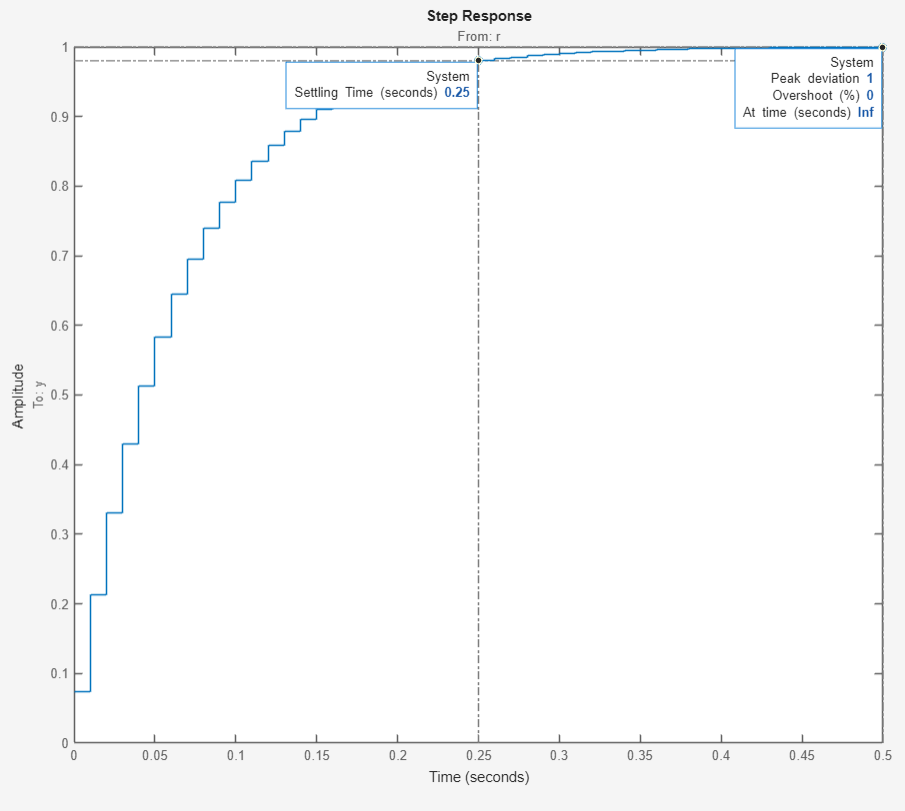 Step Response
From: r
1
0.9
0.8
0.7
0.6
0.5
0.4
0.3
0.2
0.1
0
Amplitude
To: y
System
Settling Time (seconds) 0.25
System
Peak deviation 1
Overshoot (%) 0
At time (seconds) Inf
0 0.05 0.1 0.15 0.2 0.25 0.3 0.35 0.4 0.45 0.5
Time (seconds)